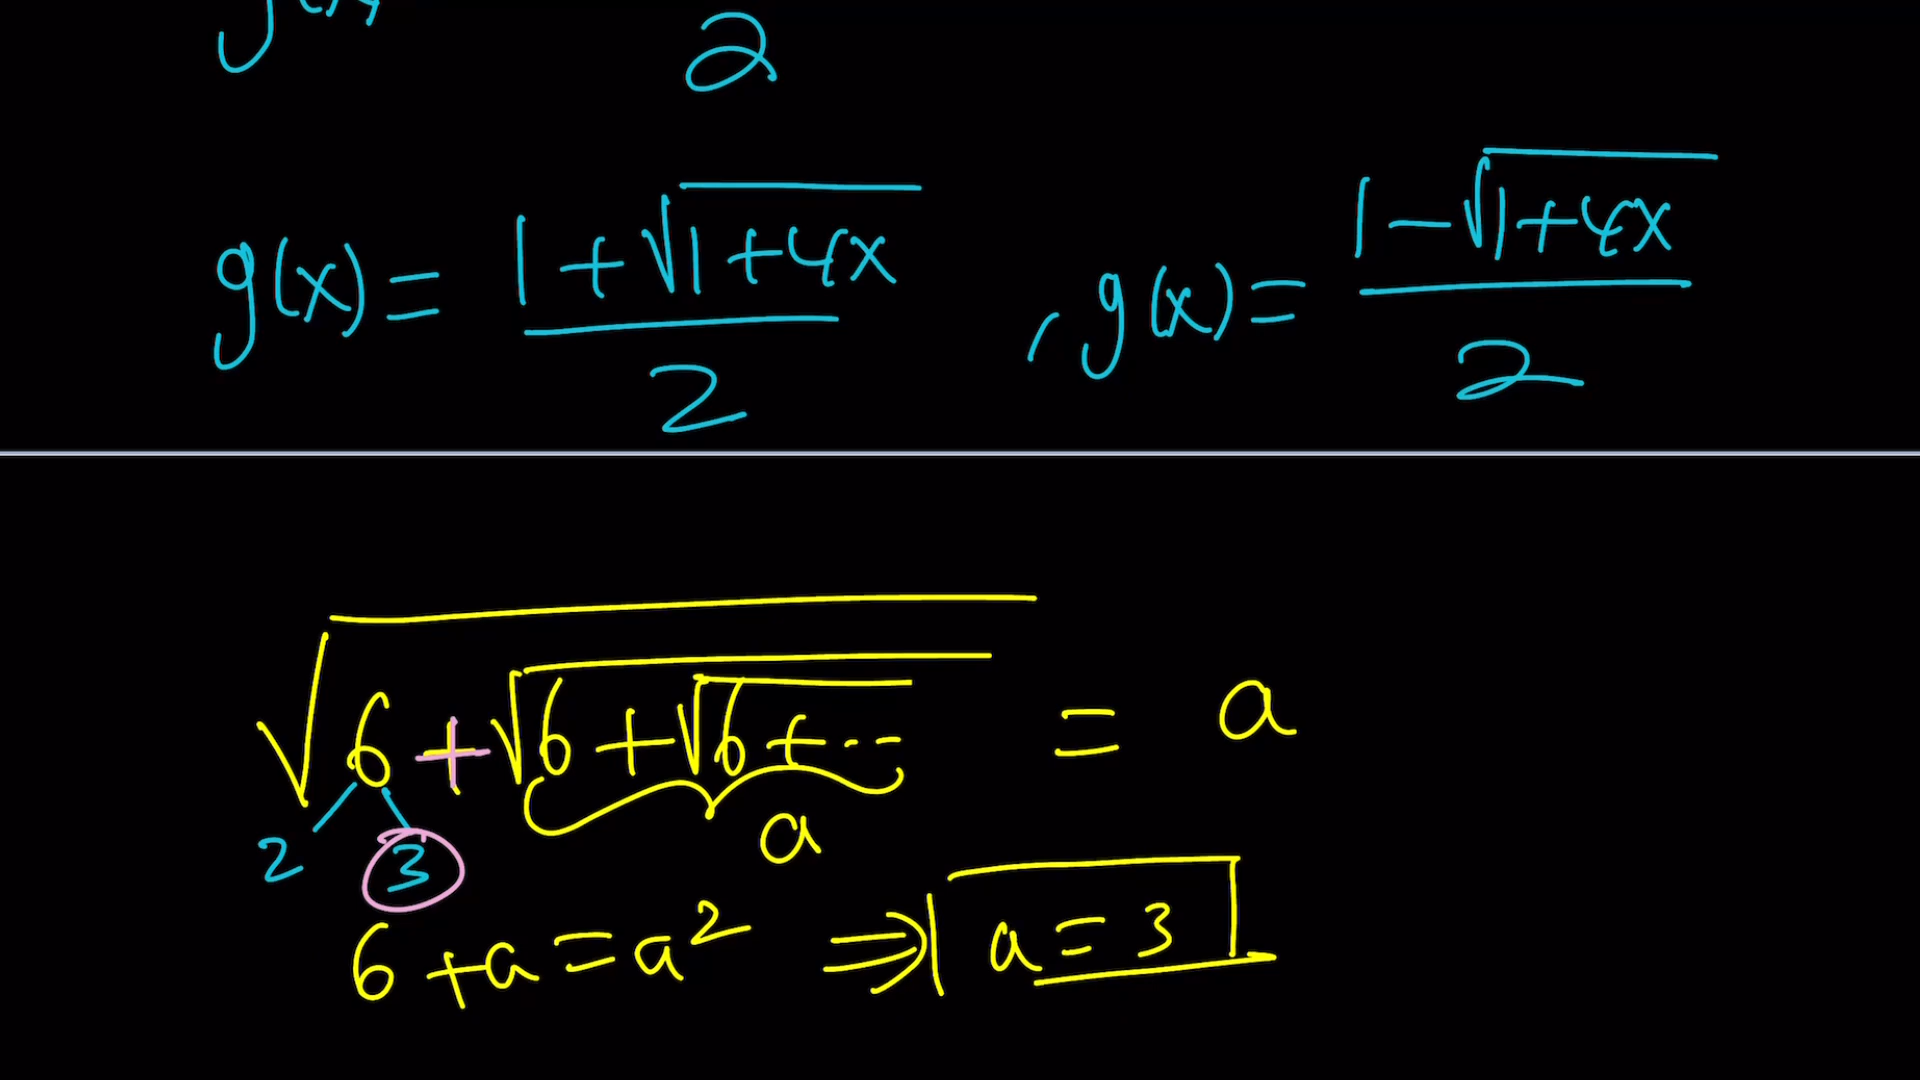 2
g(x) = (1+√(1+4x))/2 , g(x) = (1-√(1+4x))/2
√(6+√(6+√(6+...))) = a
a
2 3
6+a=a² ⇒ a=3